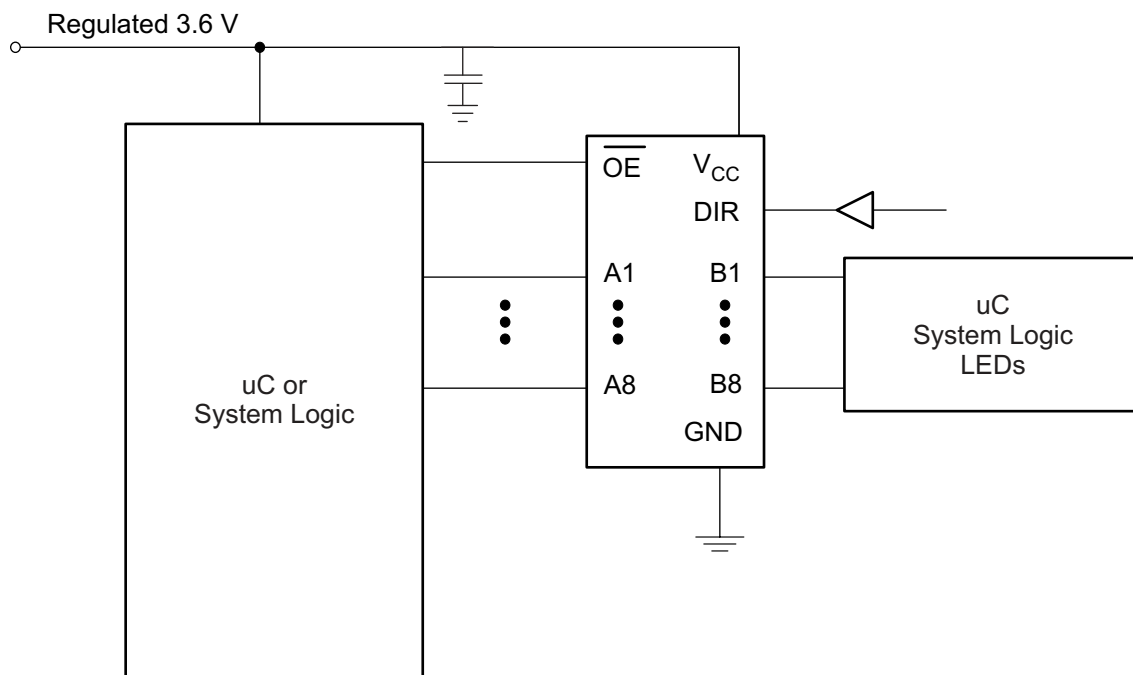 Regulated 3.6 V
OE VCC
DIR
A1 B1
A8 B8
GND
uC or
System Logic
uC
System Logic
LEDs